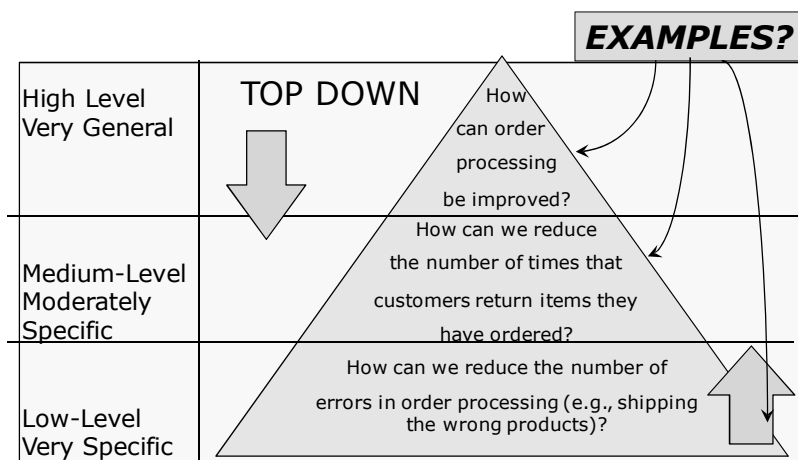 EXAMPLES?
High Level
Very General
TOP DOWN
How
can order
processing
be improved?
Medium-Level
Moderately
Specific
How can we reduce
the number of times that
customers return items they
have ordered?
Low-Level
Very Specific
How can we reduce the number of
errors in order processing (e.g., shipping
the wrong products)?